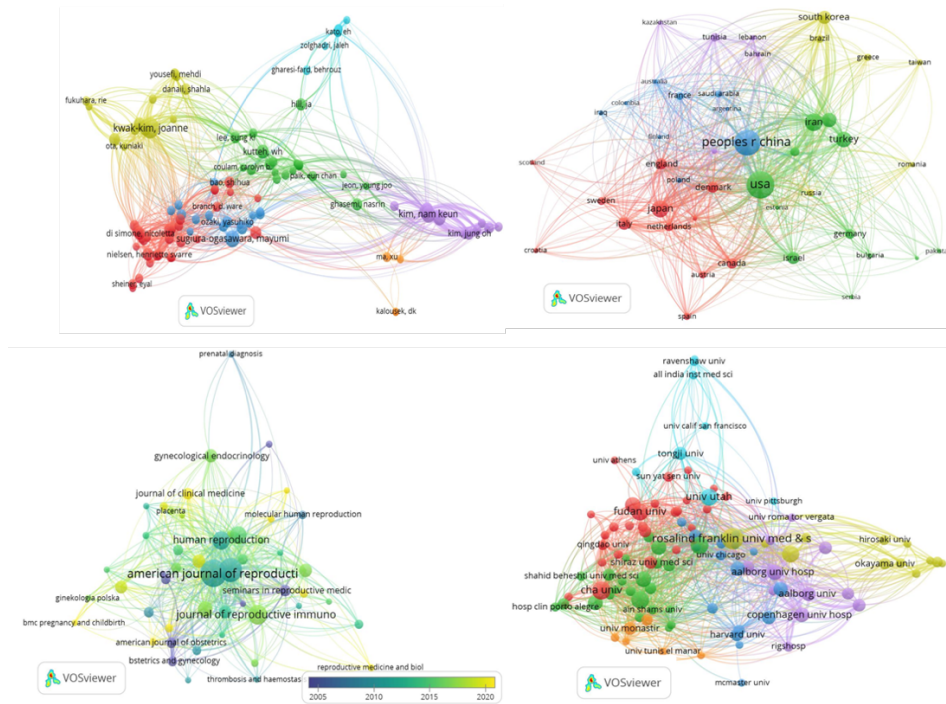 kato, eh
zolghadri, jaleh
gharesi-fard, behrouz
yousefi, mehdi
danaii, shahla
fukuhara, rie
hill, ja
kwak-kim, joanne
lee, sung ki
ota, kuniaki
kutteh, wh
coulam, carolyn b.
paik, eun chan
bao, shihua
jeon, young joo
ghasemi, nasrin
branch, d. ware
kim, nam keun
ozaki, yasuhiko
di simone, nicoletta
sugiura-ogasawara, mayumi
kim, jung oh
nielsen, henriette svarre
ma, xu
sheiner, eyal
kalousek, dk
VOSviewer
kazakhstan
south korea
tunisia
lebanon
brazil
bahrain
greece
taiwan
australia
france
saudi arabia
colombia
argentina
iraq
iran
finland
peoples r china
turkey
scotland
england
romania
poland
denmark
usa
russia
sweden
japan
estonia
italy
netherlands
germany
croatia
canada
israel
bulgaria
pakista
austria
serbia
spain
VOSviewer
prenatal diagnosis
gynecological endocrinology
journal of clinical medicine
placenta
molecular human reproduction
human reproduction
american journal of reproducti
seminars in reproductive medic
ginekologia polska
journal of reproductive immuno
bmc pregnancy and childbirth
american journal of obstetrics
bstetrics and gynecology
reproductive medicine and biol
thrombosis and haemostas
VOSviewer
2005 2010 2015 2020
ravenshaw univ
all india inst med sci
univ calif san francisco
tongji univ
univ athens
sun yat sen univ
univ utah
univ pittsburgh
fudan univ
univ roma tor vergata
rosalind franklin univ med & s
hirosaki univ
qingdao univ
univ chicago
shiraz univ med sci
okayama univ
shahid beheshti univ med sci
aalborg univ hosp
cha univ
aalborg univ
hosp clin porto alegre
ain shams univ
copenhagen univ hosp
univ monastir
harvard univ
rigshosp
univ tunis el manar
mcmaster univ
VOSviewer